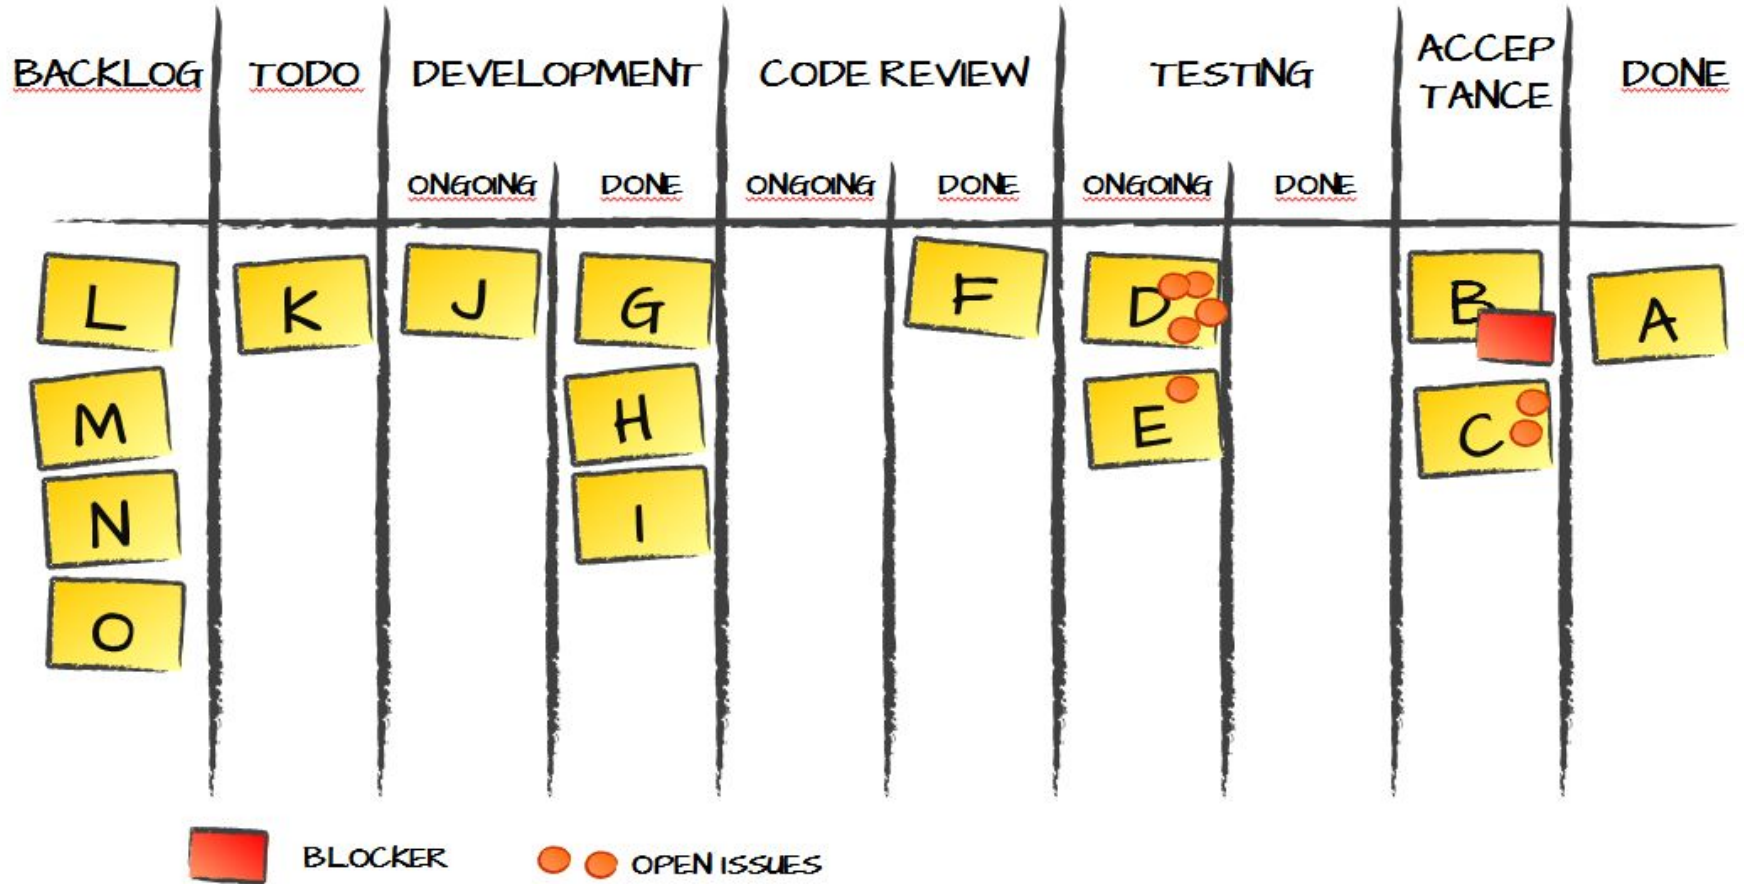 BACKLOG TODO DEVELOPMENT CODE REVIEW TESTING ACCEP
TANCE DONE
ONGOING DONE ONGOING DONE ONGOING DONE
L K J G F D B A
M H E C
N I
O
BLOCKER OPEN ISSUES